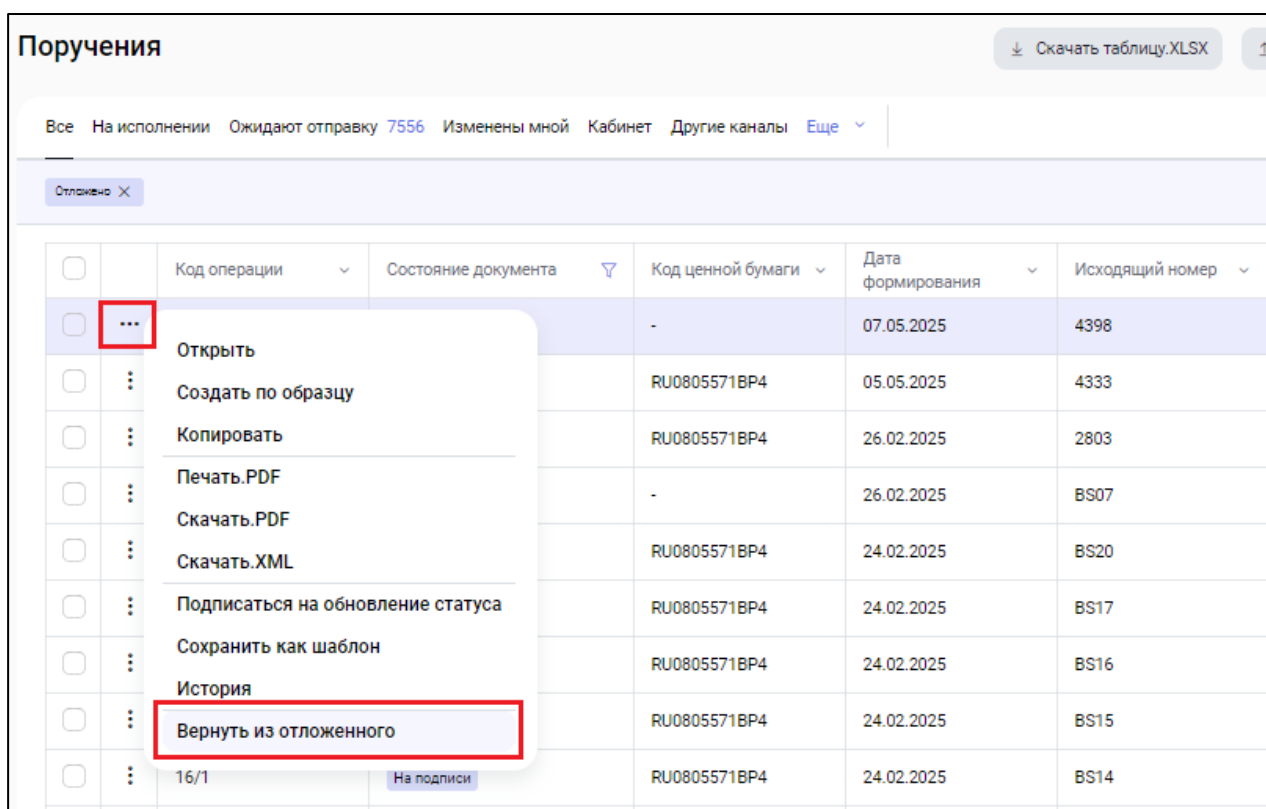 Поручения
Скачать таблицу.XLSX
Все На исполнении Ожидают отправку 7556 Изменены мной Кабинет Другие каналы Еще
Отложено
Код операции Состояние документа Код ценной бумаги Дата формирования Исходящий номер
- 07.05.2025 4398
Открыть
RU0805571BP4 05.05.2025 4333
Создать по образцу
Копировать RU0805571BP4 26.02.2025 2803
Печать.PDF
- 26.02.2025 BS07
Скачать.PDF
Скачать.XML RU0805571BP4 24.02.2025 BS20
Подписаться на обновление статуса RU0805571BP4 24.02.2025 BS17
Сохранить как шаблон
RU0805571BP4 24.02.2025 BS16
История
Вернуть из отложенного RU0805571BP4 24.02.2025 BS15
16/1 На подписи RU0805571BP4 24.02.2025 BS14